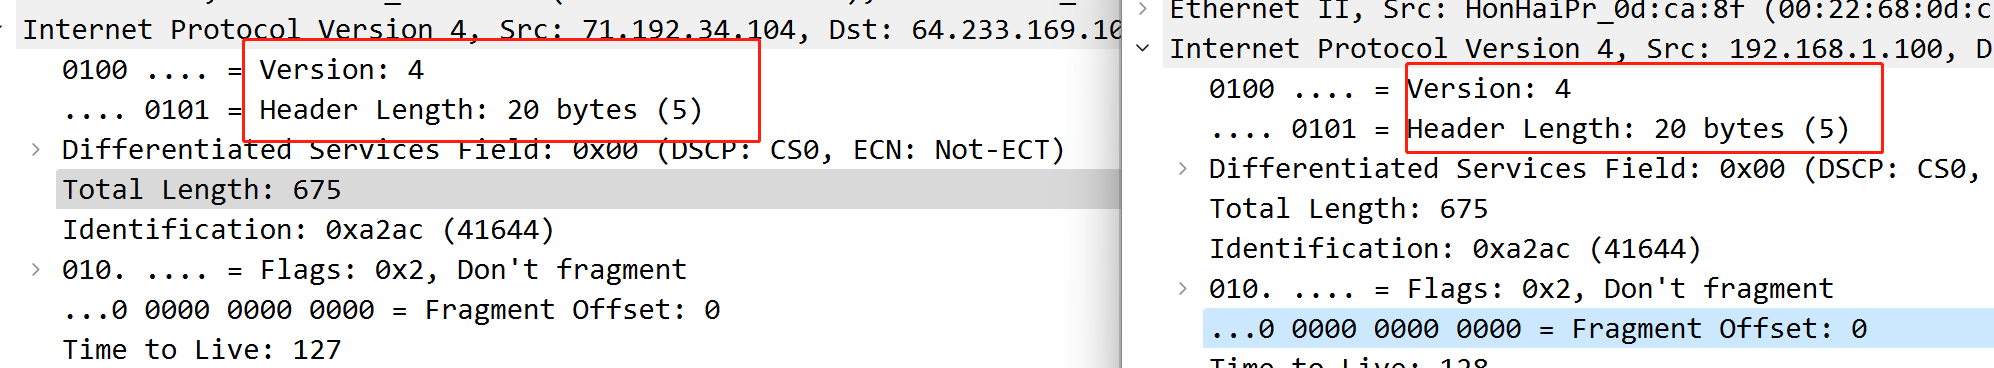 Internet Protocol Version 4, Src: 71.192.34.104, Dst: 64.233.169.10
0100 .... = Version: 4
.... 0101 = Header Length: 20 bytes (5)
Differentiated Services Field: 0x00 (DSCP: CS0, ECN: Not-ECT)
Total Length: 675
Identification: 0xa2ac (41644)
010. .... = Flags: 0x2, Don't fragment
...0 0000 0000 0000 = Fragment Offset: 0
Time to Live: 127
Ethernet II, Src: HonHaiPr_0d:ca:8f (00:22:68:0d:c
Internet Protocol Version 4, Src: 192.168.1.100, D
0100 .... = Version: 4
.... 0101 = Header Length: 20 bytes (5)
Differentiated Services Field: 0x00 (DSCP: CS0,
Total Length: 675
Identification: 0xa2ac (41644)
010. .... = Flags: 0x2, Don't fragment
...0 0000 0000 0000 = Fragment Offset: 0
Time to Live: 128